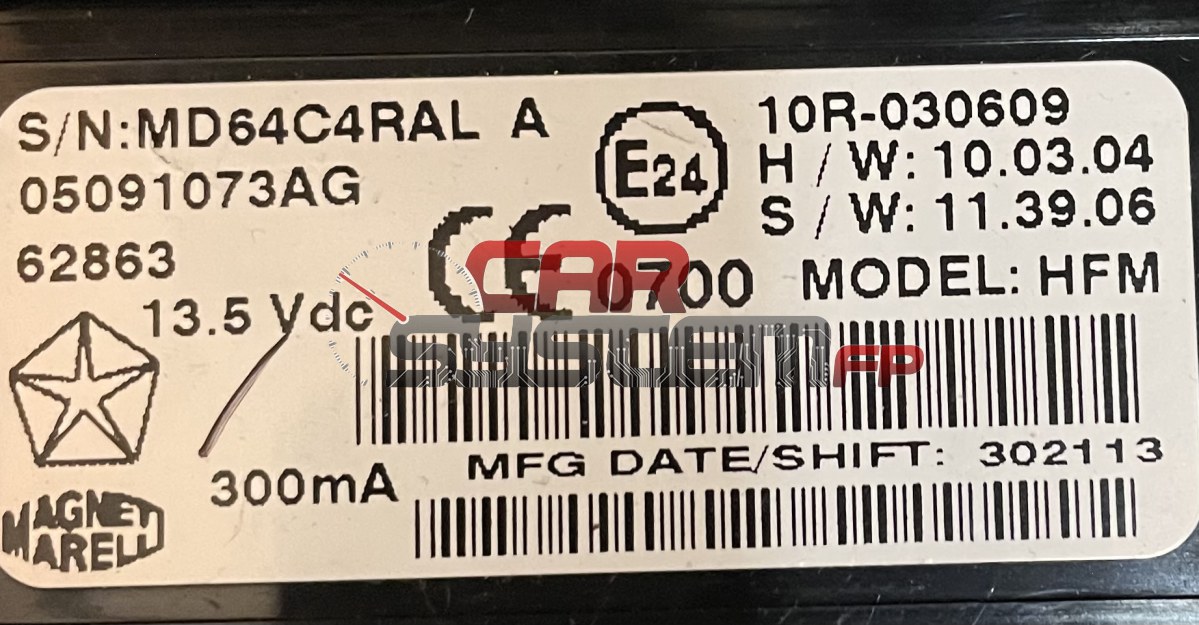 S/N:MD64C4RAL A
05091073AG
62863
13.5 Vdc
300mA
MAGNETI
MARELLI
E24
CE 0700
10R-030609
H / W: 10.03.04
S / W: 11.39.06
MODEL: HFM
MFG DATE/SHIFT: 302113
CAR
SYSTEM FP